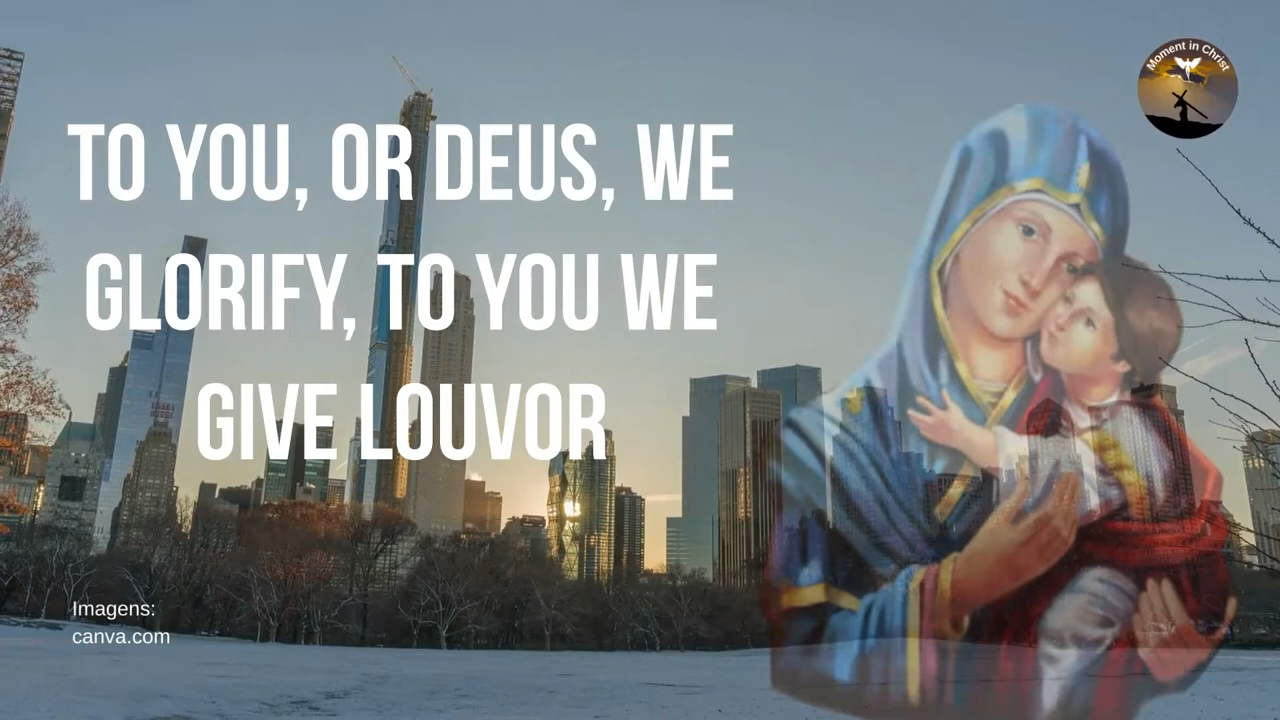 Moment in Christ
TO YOU, OR DEUS, WE
GLORIFY, TO YOU WE
GIVE LOUVOR
Imagens:
canva.com